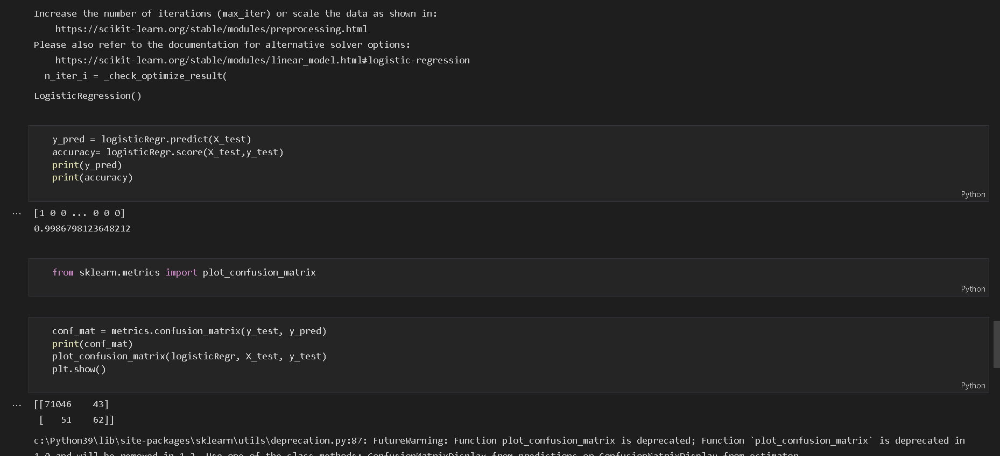 Increase the number of iterations (max_iter) or scale the data as shown in:
    https://scikit-learn.org/stable/modules/preprocessing.html
Please also refer to the documentation for alternative solver options:
    https://scikit-learn.org/stable/modules/linear_model.html#logistic-regression
  n_iter_i = _check_optimize_result(
LogisticRegression()
y_pred = logisticRegr.predict(X_test)
accuracy= logisticRegr.score(X_test,y_test)
print(y_pred)
print(accuracy)
Python
... [1 0 0 ... 0 0 0]
0.9986798123648212
from sklearn.metrics import plot_confusion_matrix
Python
conf_mat = metrics.confusion_matrix(y_test, y_pred)
print(conf_mat)
plot_confusion_matrix(logisticRegr, X_test, y_test)
plt.show()
Python
... [[71046    43]
 [   51    62]]
c:\Python39\lib\site-packages\sklearn\utils\deprecation.py:87: FutureWarning: Function plot_confusion_matrix is deprecated; Function `plot_confusion_matrix` is deprecated in
1.0 and will be removed in 1.2. Use one of the class methods: ConfusionMatrixDisplay.from_predictions or ConfusionMatrixDisplay.from_estimator.